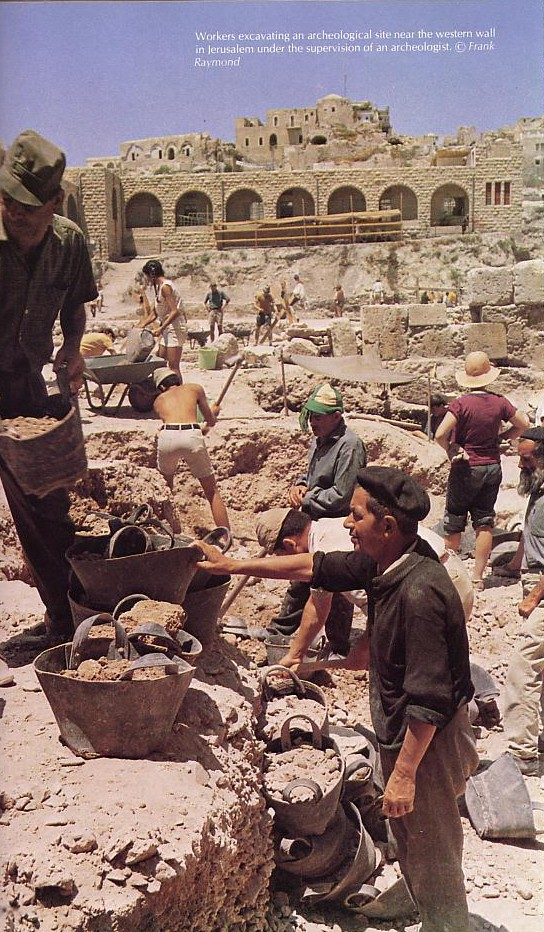 Workers excavating an archeological site near the western wall
in Jerusalem under the supervision of an archeologist. © Frank
Raymond